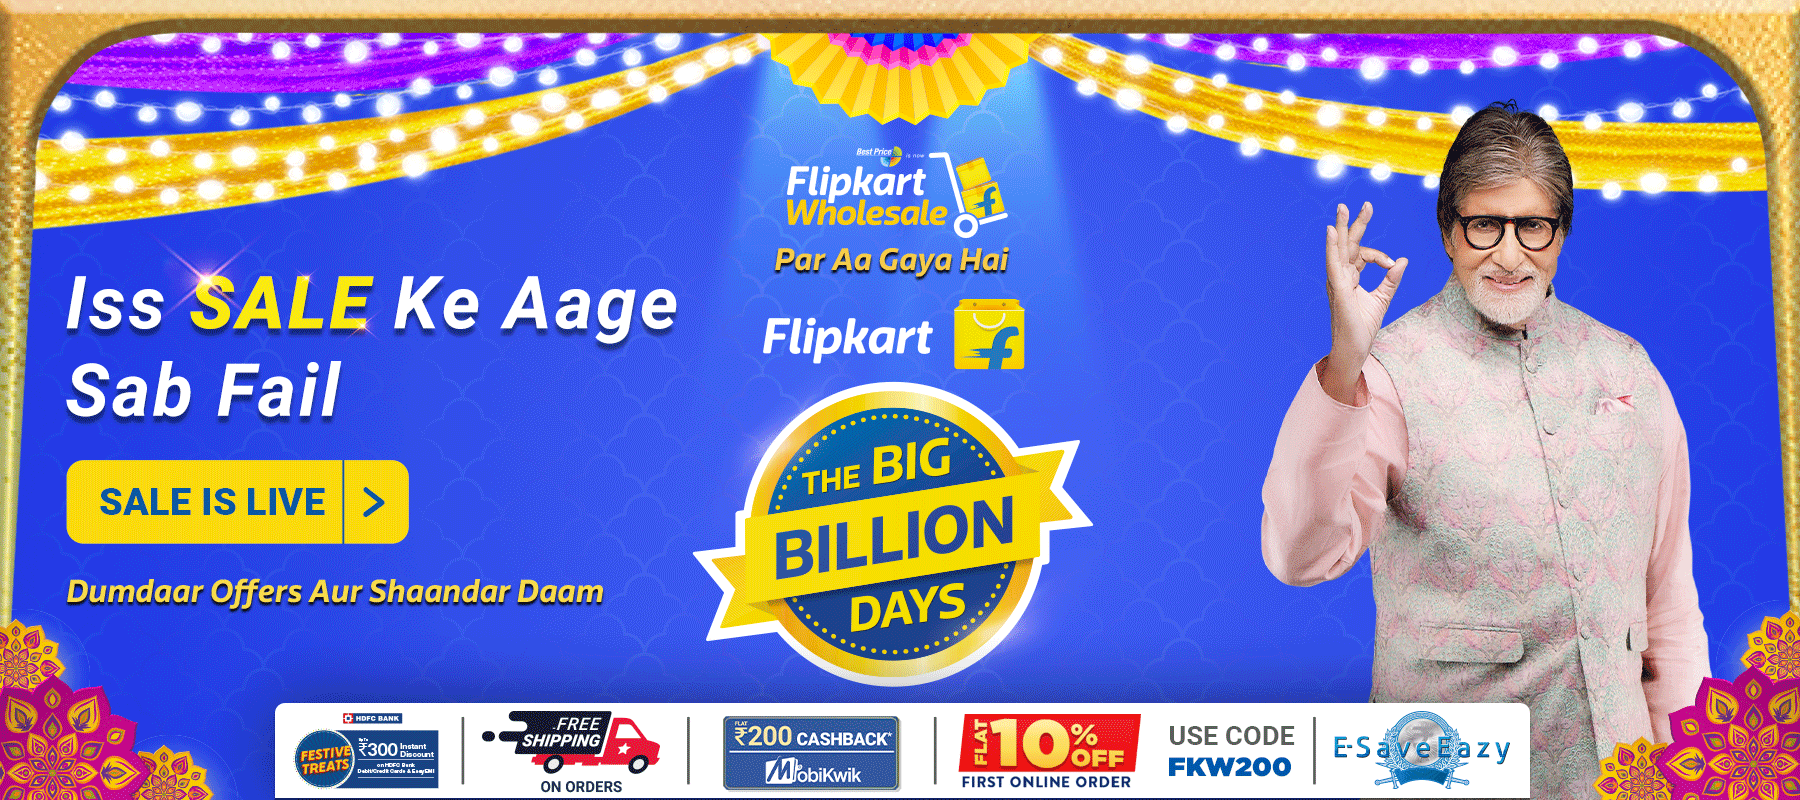 Best Price is now
Flipkart
Wholesale
Par Aa Gaya Hai
Iss SALE Ke Aage
Sab Fail
Flipkart
SALE IS LIVE >
THE BIG
BILLION
DAYS
Dumdaar Offers Aur Shaandar Daam
HDFC BANK
FESTIVE
TREATS
UpTo
₹300 Instant
Discount
on HDFC Bank
Debit/Credit Cards & EasyEMI
FREE
SHIPPING
ON ORDERS
FLAT
₹200 CASHBACK*
MobiKwik
FLAT
10% OFF
FIRST ONLINE ORDER
USE CODE
FKW200
E-SaveEazy